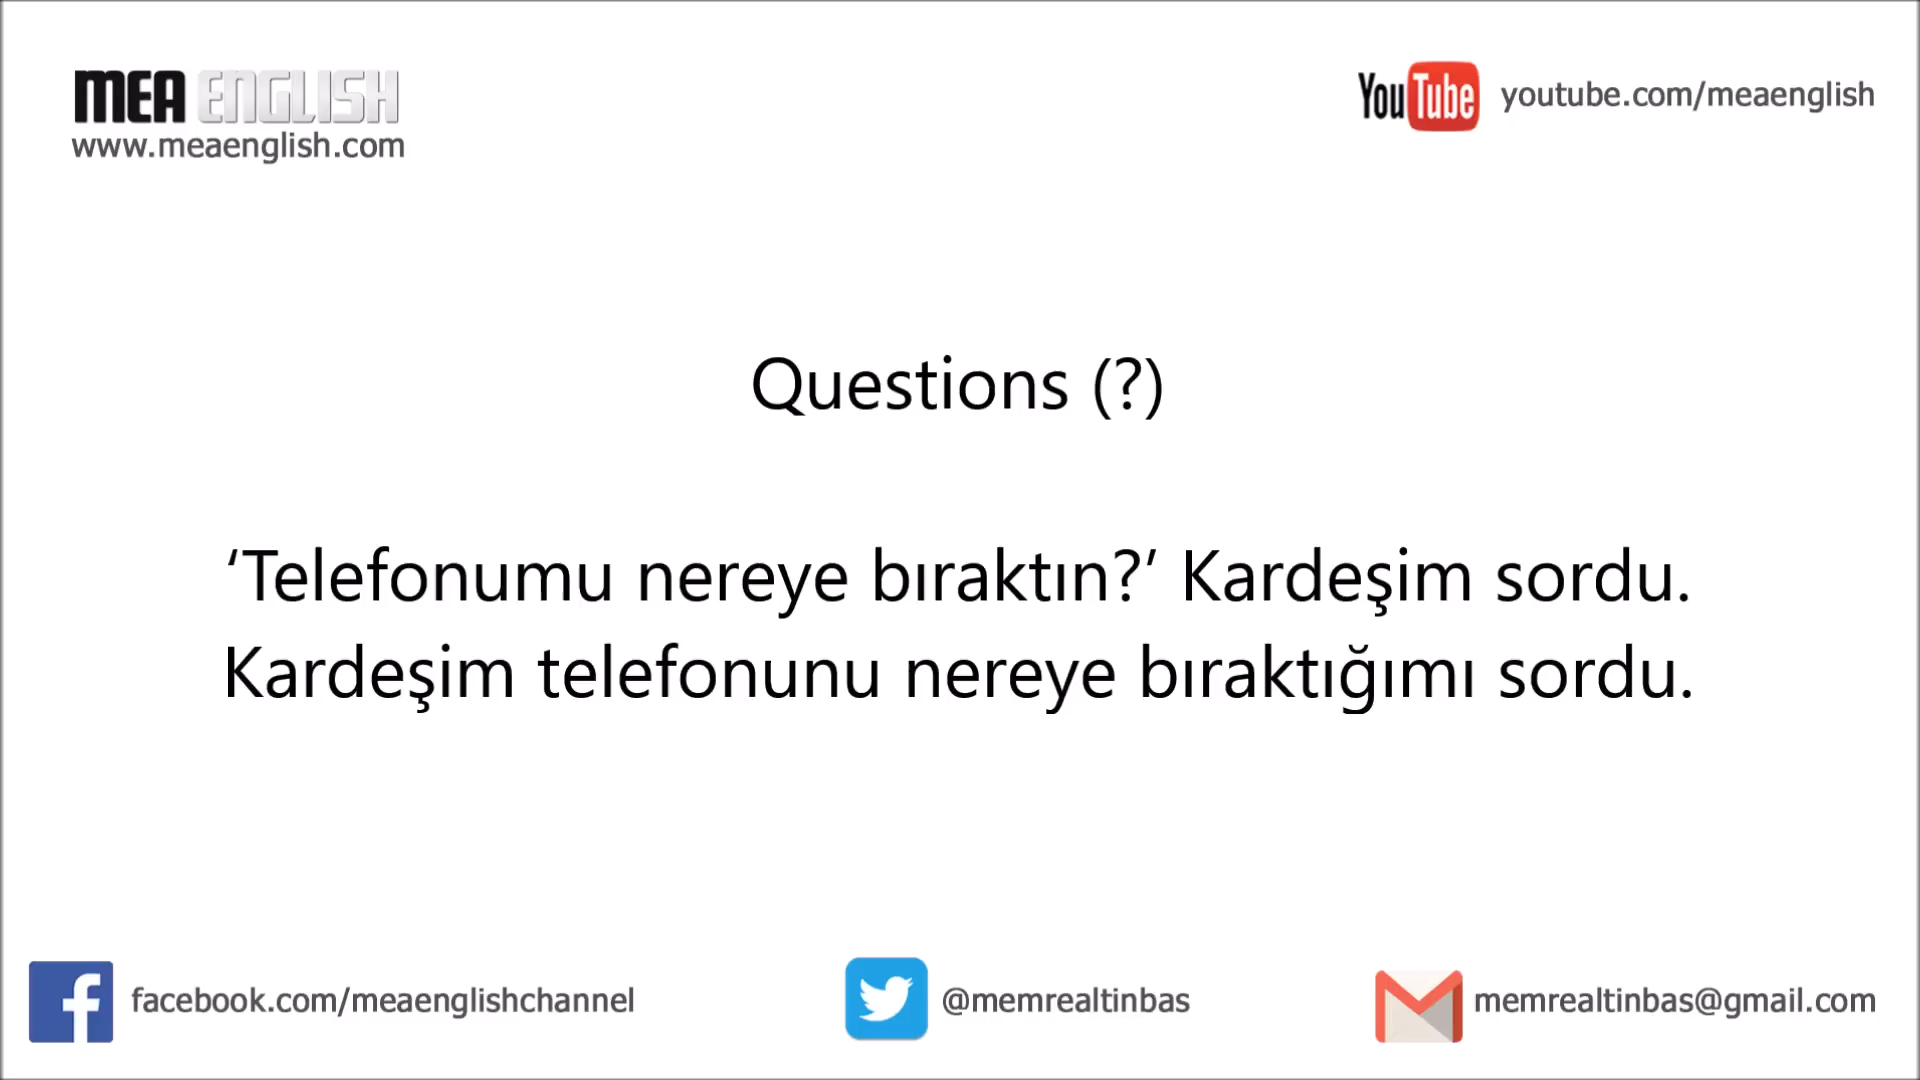 MEA ENGLISH
www.meaenglish.com
YouTube youtube.com/meaenglish
Questions (?)
‘Telefonumu nereye bıraktın?’ Kardeşim sordu.
Kardeşim telefonunu nereye bıraktığımı sordu.
f facebook.com/meaenglishchannel
@memrealtinbas
memrealtinbas@gmail.com